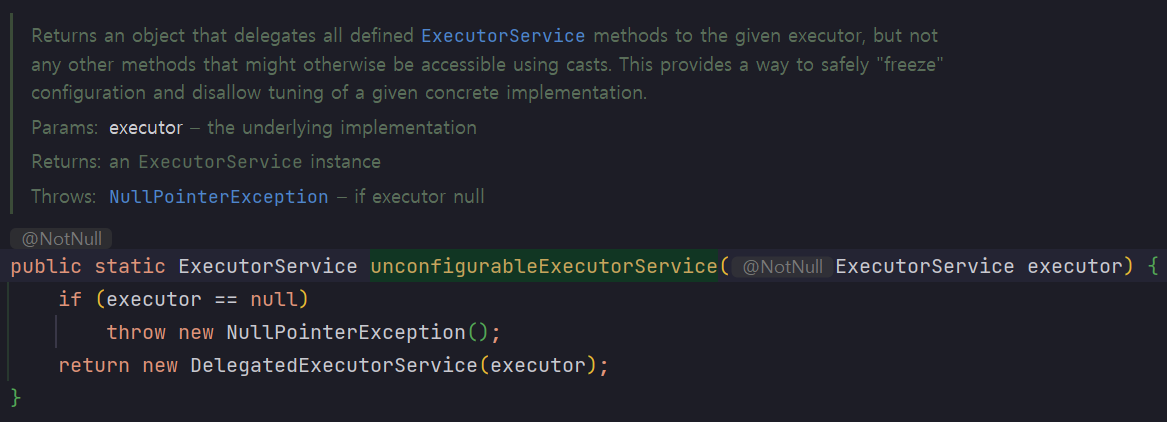 Returns an object that delegates all defined ExecutorService methods to the given executor, but not
any other methods that might otherwise be accessible using casts. This provides a way to safely "freeze"
configuration and disallow tuning of a given concrete implementation.
Params: executor – the underlying implementation
Returns: an ExecutorService instance
Throws: NullPointerException – if executor null
@NotNull
public static ExecutorService unconfigurableExecutorService( @NotNull ExecutorService executor) {
    if (executor == null)
        throw new NullPointerException();
    return new DelegatedExecutorService(executor);
}